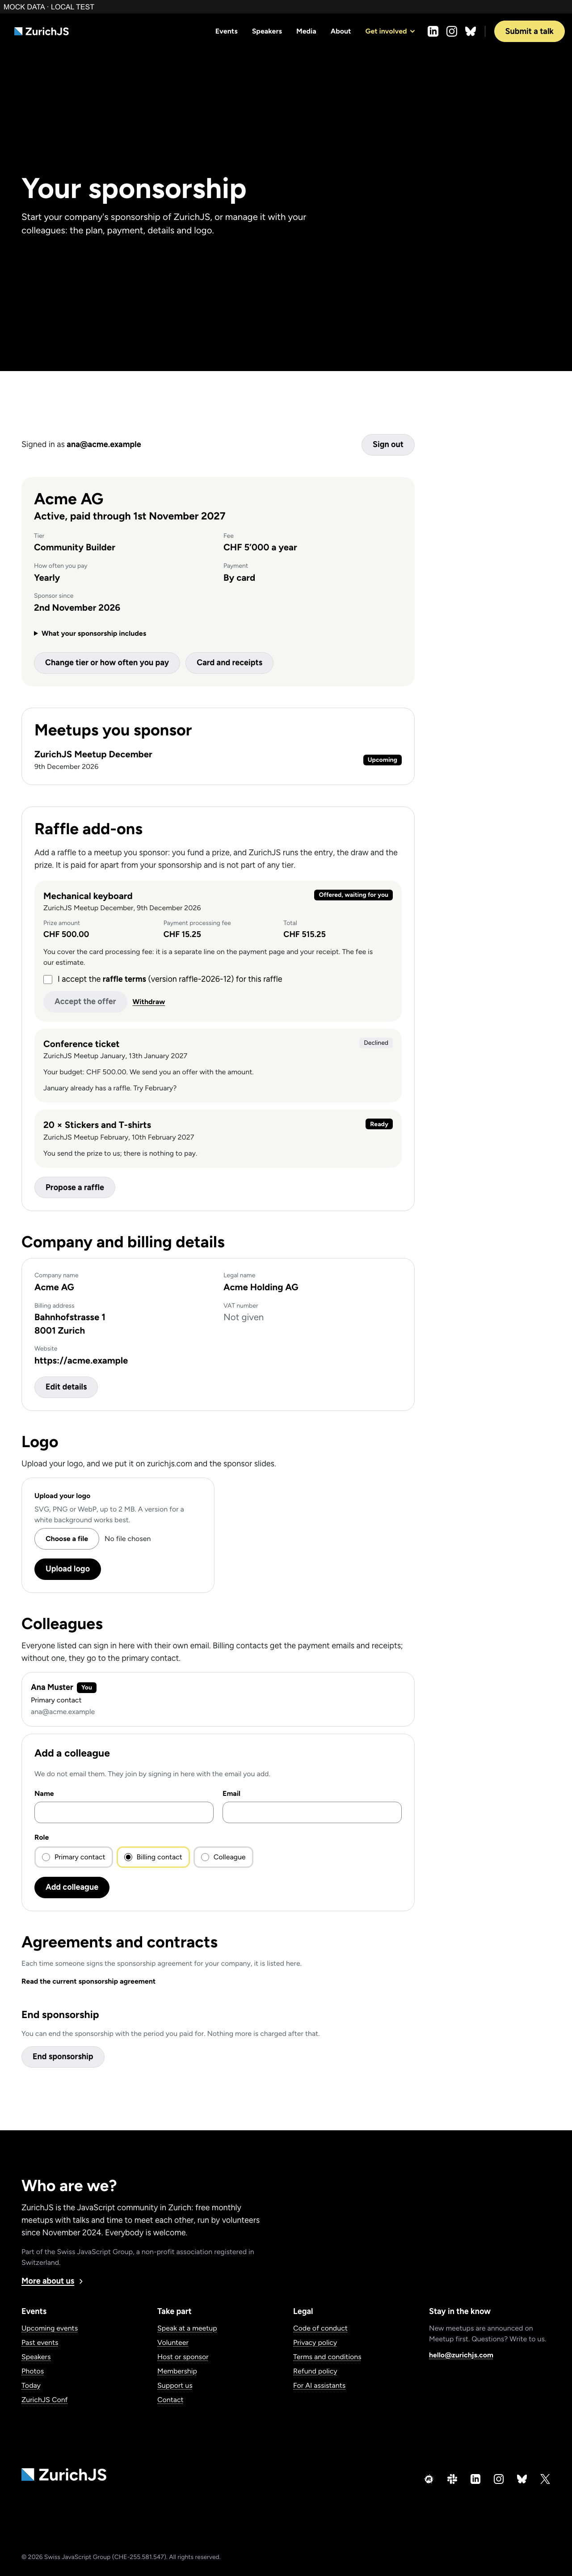 MOCK DATA · LOCAL TEST
ZurichJS
Events Speakers Media About Get involved
Submit a talk
Your sponsorship
Start your company's sponsorship of ZurichJS, or manage it with your
colleagues: the plan, payment, details and logo.
Signed in as ana@acme.example
Sign out
Acme AG
Active, paid through 1st November 2027
Tier
Community Builder
Fee
CHF 5'000 a year
How often you pay
Yearly
Payment
By card
Sponsor since
2nd November 2026
What your sponsorship includes
Change tier or how often you pay
Card and receipts
Meetups you sponsor
ZurichJS Meetup December
9th December 2026
Upcoming
Raffle add-ons
Add a raffle to a meetup you sponsor: you fund a prize, and ZurichJS runs the entry, the draw and the
prize. It is paid for apart from your sponsorship and is not part of any tier.
Mechanical keyboard
Offered, waiting for you
ZurichJS Meetup December, 9th December 2026
Prize amount
CHF 500.00
Payment processing fee
CHF 15.25
Total
CHF 515.25
You cover the card processing fee: it is a separate line on the payment page and your receipt. The fee is
our estimate.
I accept the raffle terms (version raffle-2026-12) for this raffle
Accept the offer
Withdraw
Conference ticket
Declined
ZurichJS Meetup January, 13th January 2027
Your budget: CHF 500.00. We send you an offer with the amount.
January already has a raffle. Try February?
20 × Stickers and T-shirts
Ready
ZurichJS Meetup February, 10th February 2027
You send the prize to us; there is nothing to pay.
Propose a raffle
Company and billing details
Company name
Acme AG
Legal name
Acme Holding AG
Billing address
Bahnhofstrasse 1
8001 Zurich
VAT number
Not given
Website
https://acme.example
Edit details
Logo
Upload your logo, and we put it on zurichjs.com and the sponsor slides.
Upload your logo
SVG, PNG or WebP, up to 2 MB. A version for a
white background works best.
Choose a file
No file chosen
Upload logo
Colleagues
Everyone listed can sign in here with their own email. Billing contacts get the payment emails and receipts;
without one, they go to the primary contact.
Ana Muster You
Primary contact
ana@acme.example
Add a colleague
We do not email them. They join by signing in here with the email you add.
Name
Email
Role
Primary contact
Billing contact
Colleague
Add colleague
Agreements and contracts
Each time someone signs the sponsorship agreement for your company, it is listed here.
Read the current sponsorship agreement
End sponsorship
You can end the sponsorship with the period you paid for. Nothing more is charged after that.
End sponsorship
Who are we?
ZurichJS is the JavaScript community in Zurich: free monthly
meetups with talks and time to meet each other, run by volunteers
since November 2024. Everybody is welcome.
Part of the Swiss JavaScript Group, a non-profit association registered in
Switzerland.
More about us
Events
Upcoming events
Past events
Speakers
Photos
Today
ZurichJS Conf
Take part
Speak at a meetup
Volunteer
Host or sponsor
Membership
Support us
Contact
Legal
Code of conduct
Privacy policy
Terms and conditions
Refund policy
For AI assistants
Stay in the know
New meetups are announced on
Meetup first. Questions? Write to us.
hello@zurichjs.com
ZurichJS
© 2026 Swiss JavaScript Group (CHE-255.581.547). All rights reserved.